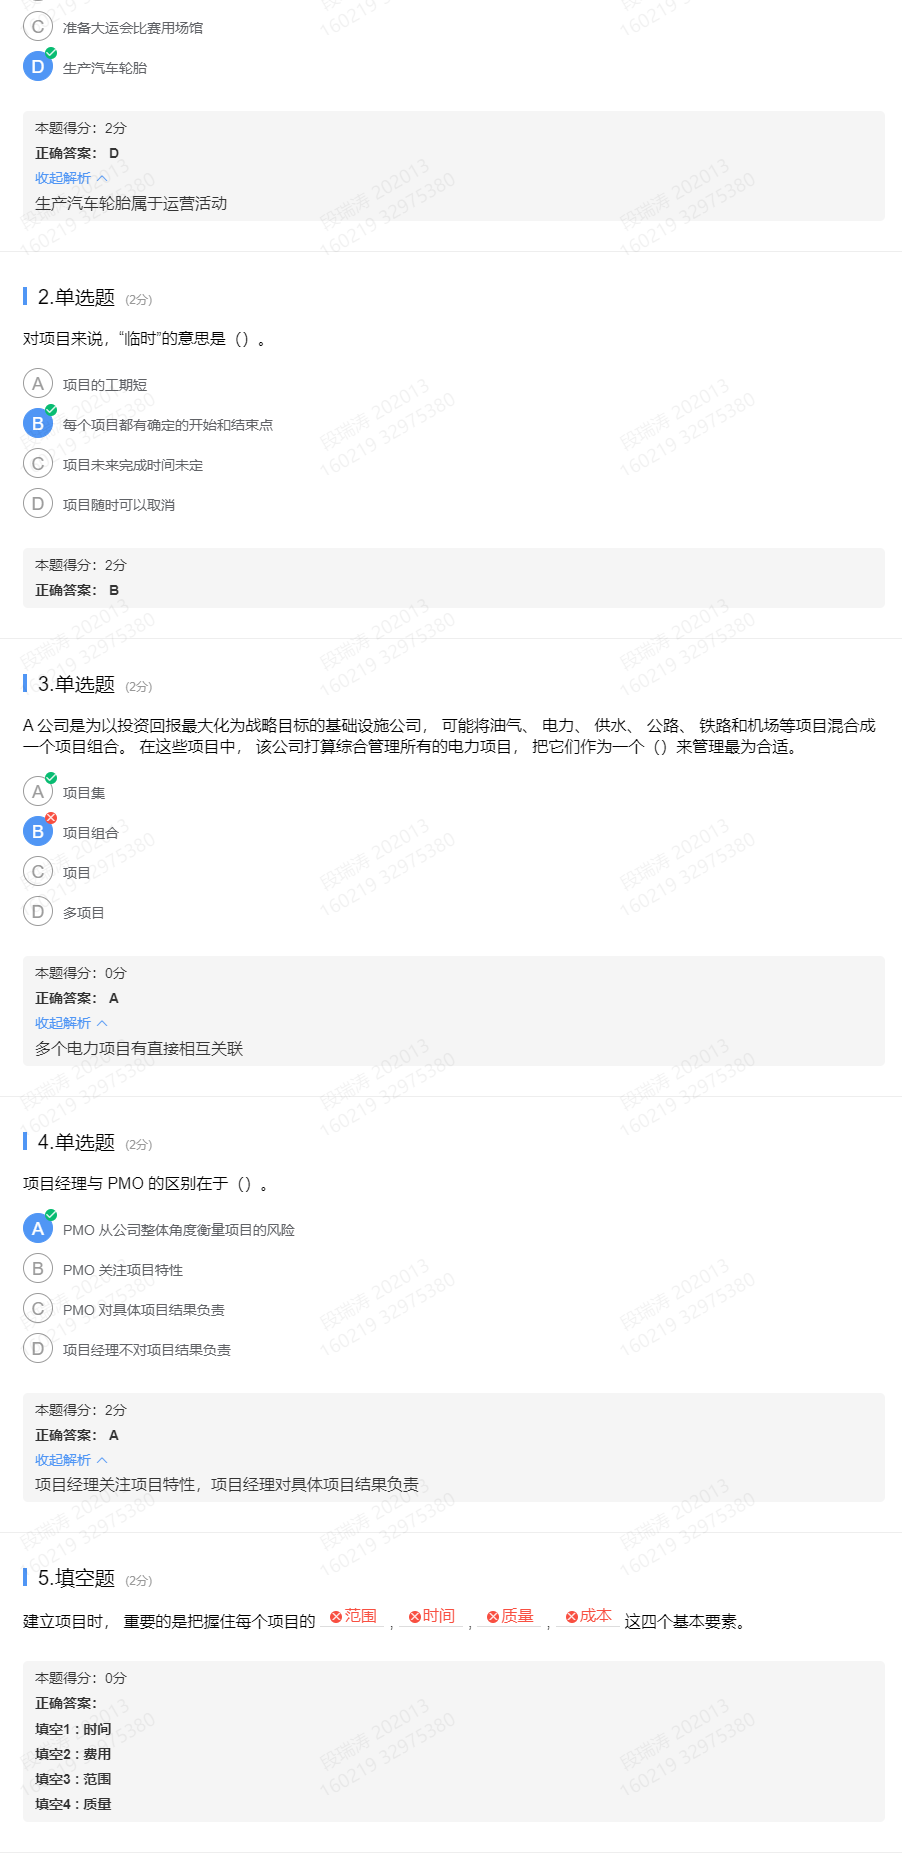 C 准备大运会比赛用场馆
D 生产汽车轮胎
本题得分：2分
正确答案： D
收起解析
生产汽车轮胎属于运营活动
2.单选题 (2分)
对项目来说，“临时”的意思是（）。
A 项目的工期短
B 每个项目都有确定的开始和结束点
C 项目未来完成时间未定
D 项目随时可以取消
本题得分：2分
正确答案： B
3.单选题 (2分)
A 公司是为以投资回报最大化为战略目标的基础设施公司， 可能将油气、 电力、 供水、 公路、 铁路和机场等项目混合成
一个项目组合。 在这些项目中， 该公司打算综合管理所有的电力项目， 把它们作为一个（）来管理最为合适。
A 项目集
B 项目组合
C 项目
D 多项目
本题得分：0分
正确答案： A
收起解析
多个电力项目有直接相互关联
4.单选题 (2分)
项目经理与 PMO 的区别在于（）。
A PMO 从公司整体角度衡量项目的风险
B PMO 关注项目特性
C PMO 对具体项目结果负责
D 项目经理不对项目结果负责
本题得分：2分
正确答案： A
收起解析
项目经理关注项目特性，项目经理对具体项目结果负责
5.填空题 (2分)
建立项目时， 重要的是把握住每个项目的 范围 , 时间 , 质量 , 成本 这四个基本要素。
本题得分：0分
正确答案：
填空1 : 时间
填空2 : 费用
填空3 : 范围
填空4 : 质量
段瑞涛 202013
160219 32975380